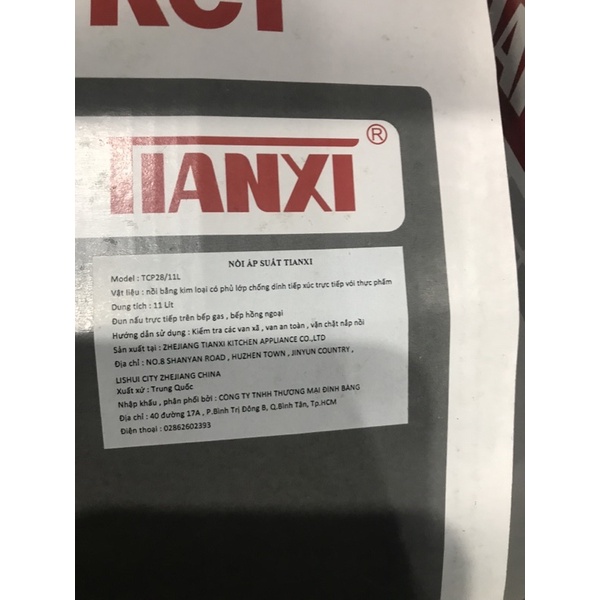 TIANXI®
NỒI ÁP SUẤT TIANXI
Model : TCP28/11L
Vật liệu : nồi bằng kim loại có phủ lớp chống dính tiếp xúc trực tiếp với thực phẩm
Dung tích : 11 Lít
Đun nấu trực tiếp trên bếp gas , bếp hồng ngoại
Hướng dẫn sử dụng : Kiểm tra các van xả , van an toàn , vặn chặt nắp nồi
Sản xuất tại : ZHEJIANG TIANXI KITCHEN APPLIANCE CO.,LTD
Địa chỉ : NO.8 SHANYAN ROAD , HUZHEN TOWN , JINYUN COUNTRY ,
LISHUI CITY ZHEJIANG CHINA
Xuất xứ : Trung Quốc
Nhập khẩu , phân phối bởi : CÔNG TY TNHH THƯƠNG MẠI ĐỊNH BẰNG
Địa chỉ : 40 đường 17A , P.Bình Trị Đông B, Q.Bình Tân, Tp.HCM
Điện thoại : 02862602393